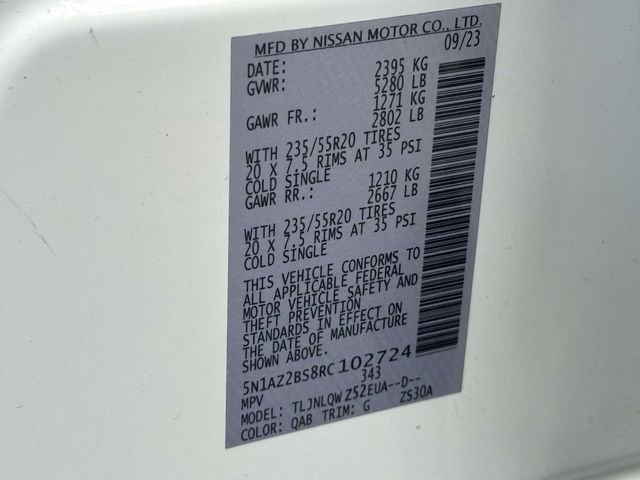 MFD BY NISSAN MOTOR CO., LTD.
DATE: 09/23
GVWR: 2395 KG
5280 LB
GAWR FR.: 1271 KG
2802 LB
WITH 235/55R20 TIRES
20 X 7.5 RIMS AT 35 PSI
COLD SINGLE
GAWR RR.: 1210 KG
2667 LB
WITH 235/55R20 TIRES
20 X 7.5 RIMS AT 35 PSI
COLD SINGLE
THIS VEHICLE CONFORMS TO
ALL APPLICABLE FEDERAL
MOTOR VEHICLE SAFETY AND
THEFT PREVENTION
STANDARDS IN EFFECT ON
THE DATE OF MANUFACTURE
SHOWN ABOVE.
5N1AZ2BS8RC102724
MPV 343
MODEL: TLJNLQW Z52EUA--D--
COLOR: QAB TRIM: G ZS30A